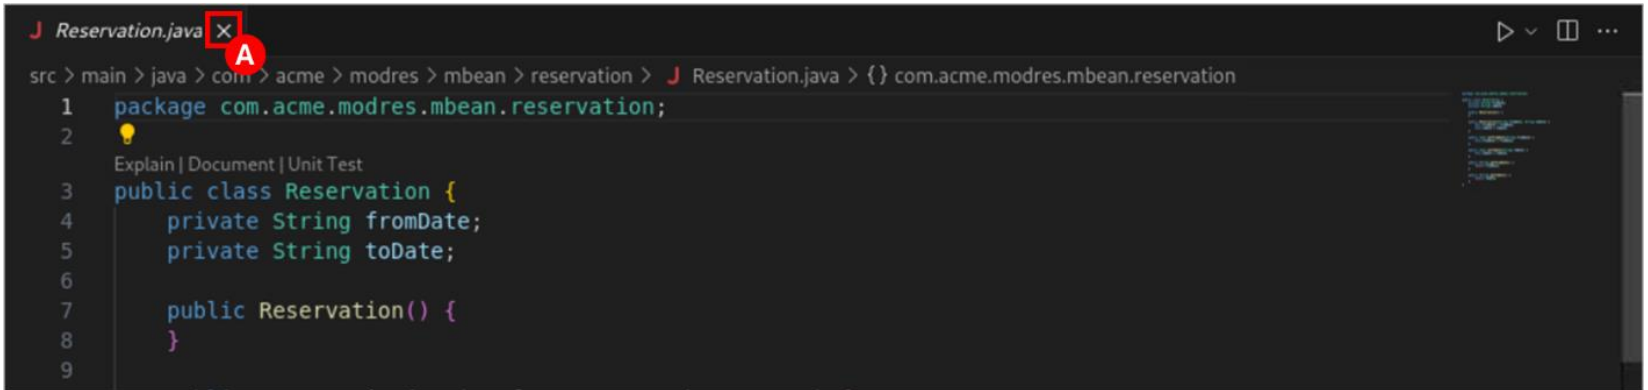 J Reservation.java ×
A
src > main > java > com > acme > modres > mbean > reservation > J Reservation.java > {} com.acme.modres.mbean.reservation
1 package com.acme.modres.mbean.reservation;
2
Explain | Document | Unit Test
3 public class Reservation {
4 private String fromDate;
5 private String toDate;
6
7 public Reservation() {
8 }
9